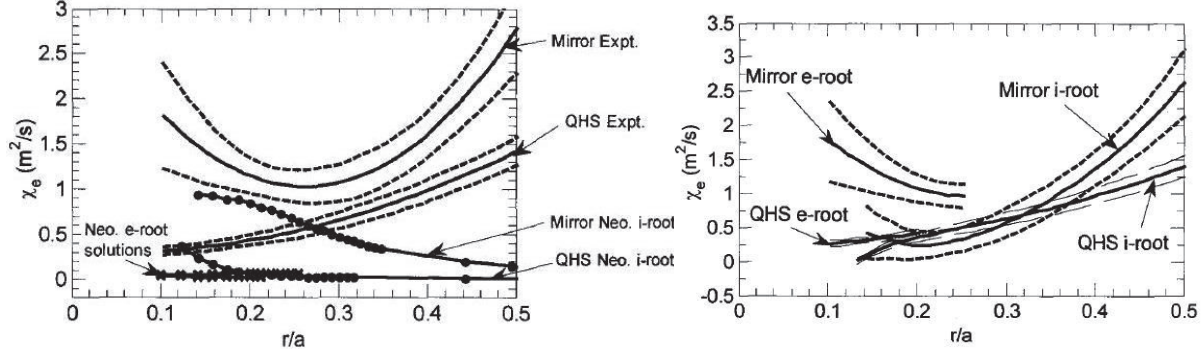 3
2.5
2
1.5
1
0.5
0
χe (m²/s)
Mirror Expt.
QHS Expt.
Neo. e-root
solutions
Mirror Neo. i-root
QHS Neo. i-root
0 0.1 0.2 0.3 0.4 0.5
r/a
3.5
3
2.5
2
1.5
1
0.5
0
-0.5
χe (m²/s)
Mirror e-root
Mirror i-root
QHS e-root
QHS i-root
0 0.1 0.2 0.3 0.4 0.5
r/a